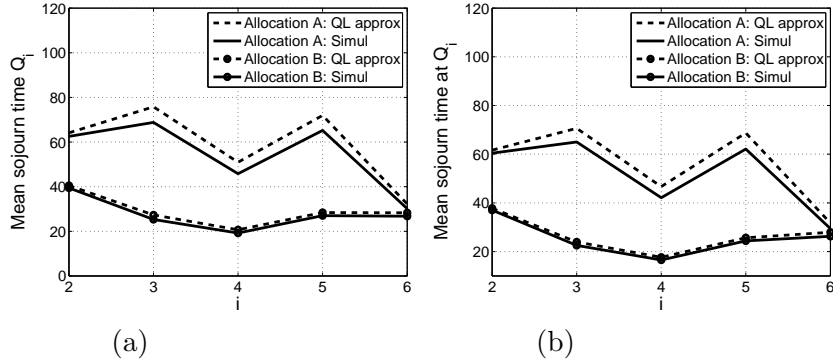 120
100
80
60
40
20
0
2 3 4 5 6
i
Mean sojourn time Q_i
Allocation A: QL approx
Allocation A: Simul
Allocation B: QL approx
Allocation B: Simul
(a)
120
100
80
60
40
20
2 3 4 5 6
i
Mean sojourn time at Q_i
Allocation A: QL approx
Allocation A: Simul
Allocation B: QL approx
Allocation B: Simul
(b)